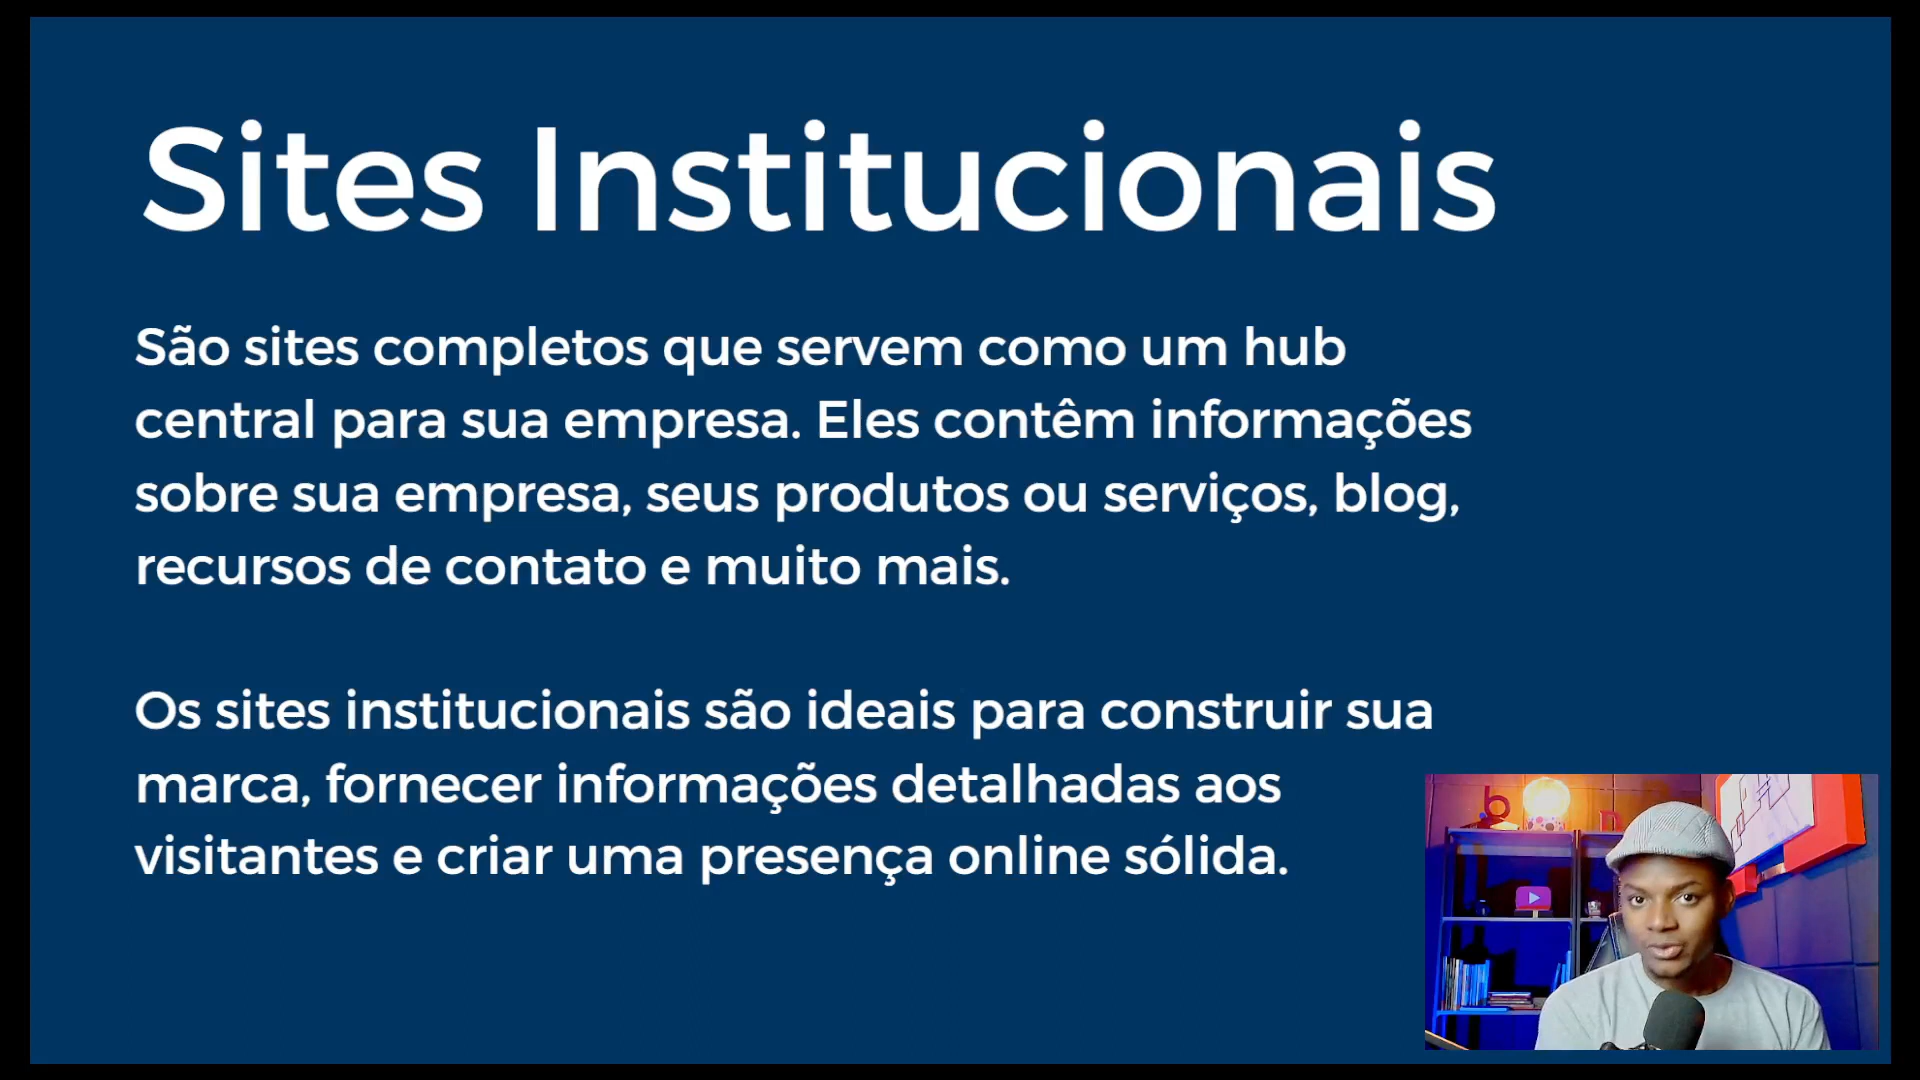 Sites Institucionais
São sites completos que servem como um hub
central para sua empresa. Eles contêm informações
sobre sua empresa, seus produtos ou serviços, blog,
recursos de contato e muito mais.
Os sites institucionais são ideais para construir sua
marca, fornecer informações detalhadas aos
visitantes e criar uma presença online sólida.
b
n